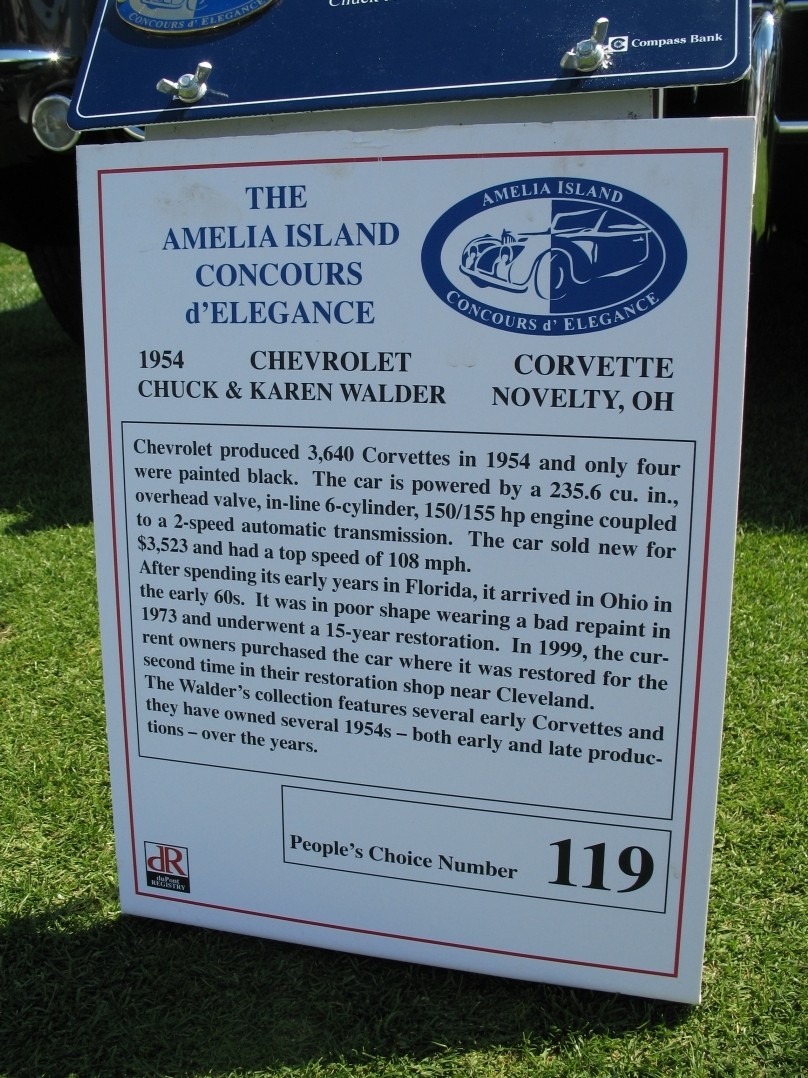 CONCOURS d' ELEGANCE
Chuck
Compass Bank
THE
AMELIA ISLAND
CONCOURS
d'ELEGANCE
AMELIA ISLAND
CONCOURS d' ELEGANCE
1954 CHEVROLET CORVETTE
CHUCK & KAREN WALDER NOVELTY, OH
Chevrolet produced 3,640 Corvettes in 1954 and only four
were painted black. The car is powered by a 235.6 cu. in.,
overhead valve, in-line 6-cylinder, 150/155 hp engine coupled
to a 2-speed automatic transmission. The car sold new for
$3,523 and had a top speed of 108 mph.
After spending its early years in Florida, it arrived in Ohio in
the early 60s. It was in poor shape wearing a bad repaint in
1973 and underwent a 15-year restoration. In 1999, the cur-
rent owners purchased the car where it was restored for the
second time in their restoration shop near Cleveland.
The Walder's collection features several early Corvettes and
they have owned several 1954s – both early and late produc-
tions – over the years.
People's Choice Number 119
dR
duPont
REGISTRY